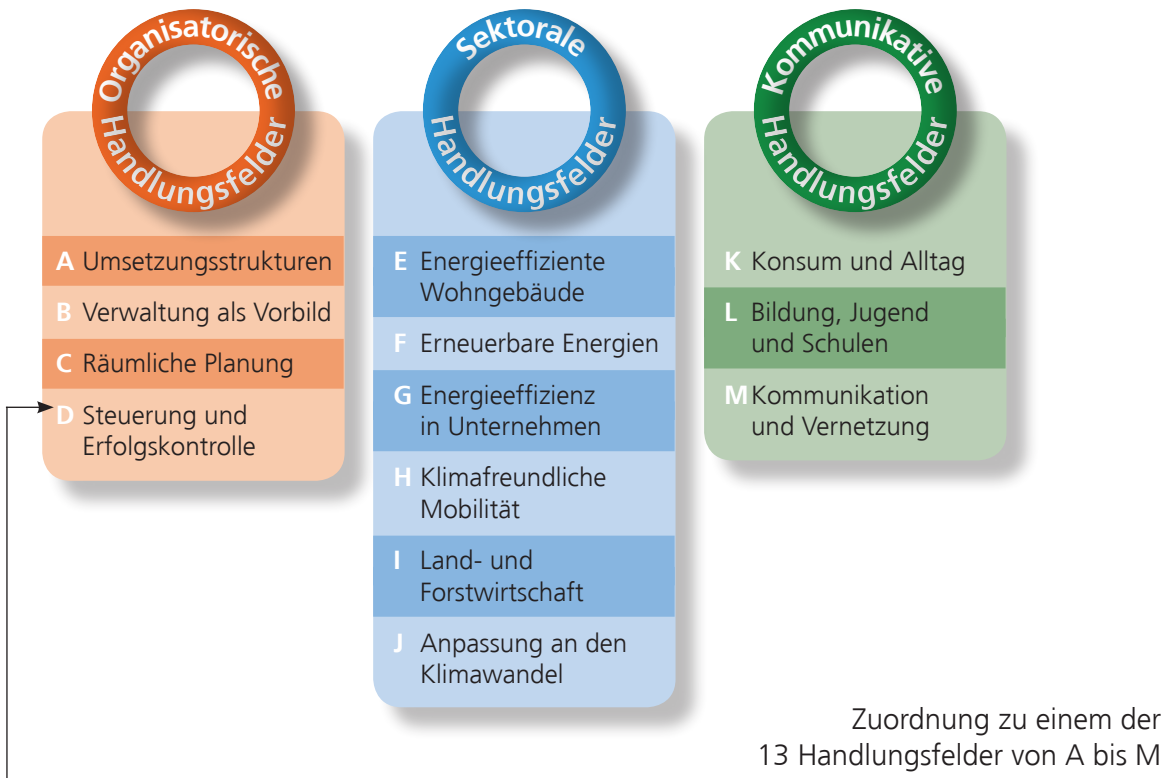 Organisatorische
Handlungsfelder
A Umsetzungsstrukturen
B Verwaltung als Vorbild
C Räumliche Planung
D Steuerung und
Erfolgskontrolle
Sektorale
Handlungsfelder
E Energieeffiziente
Wohngebäude
F Erneuerbare Energien
G Energieeffizienz
in Unternehmen
H Klimafreundliche
Mobilität
I Land- und
Forstwirtschaft
J Anpassung an den
Klimawandel
Kommunikative
Handlungsfelder
K Konsum und Alltag
L Bildung, Jugend
und Schulen
M Kommunikation
und Vernetzung
Zuordnung zu einem der
13 Handlungsfelder von A bis M